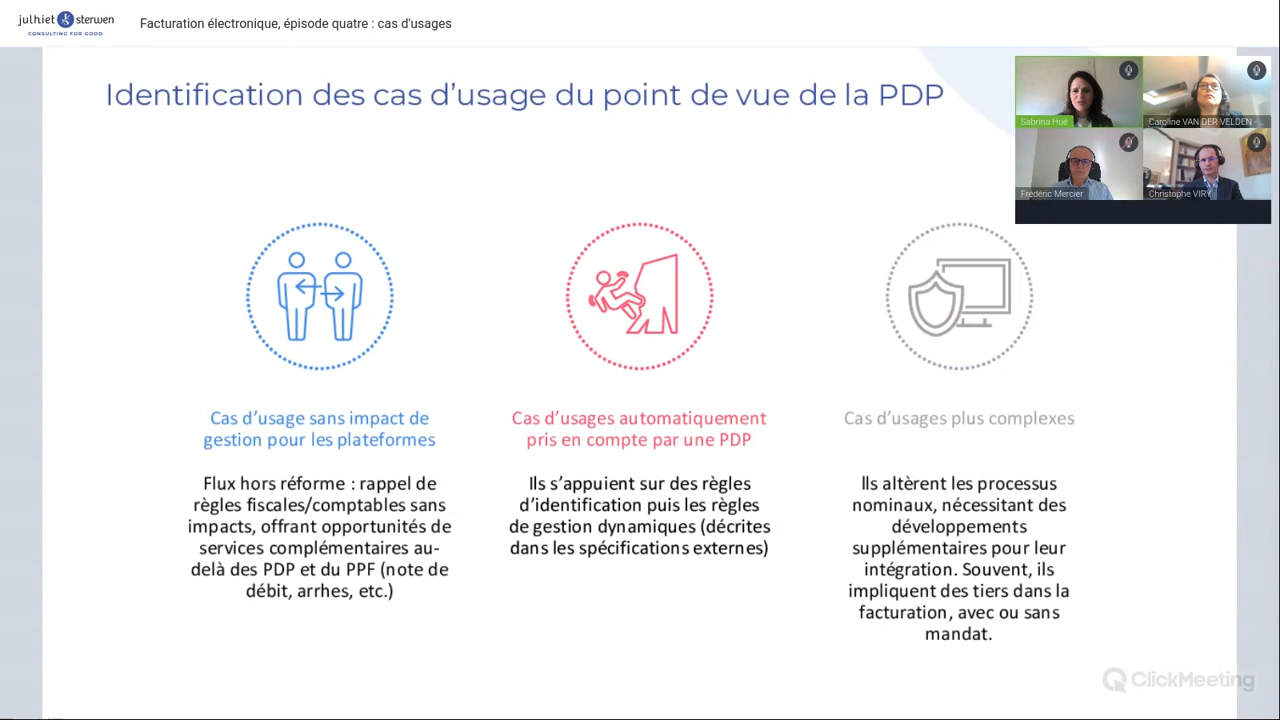 julhiet sterwen
CONSULTING FOR GOOD
Facturation électronique, épisode quatre : cas d'usages
Identification des cas d’usage du point de vue de la PDP
Sabrina Hué
Caroline VAN DER VELDEN -...
Frédéric Mercier
Christophe VIRY
Cas d’usage sans impact de
gestion pour les plateformes
Flux hors réforme : rappel de
règles fiscales/comptables sans
impacts, offrant opportunités de
services complémentaires au-
delà des PDP et du PPF (note de
débit, arrhes, etc.)
Cas d’usages automatiquement
pris en compte par une PDP
Ils s’appuient sur des règles
d’identification puis les règles
de gestion dynamiques (décrites
dans les spécifications externes)
Cas d’usages plus complexes
Ils altèrent les processus
nominaux, nécessitant des
développements
supplémentaires pour leur
intégration. Souvent, ils
impliquent des tiers dans la
facturation, avec ou sans
mandat.
ClickMeeting